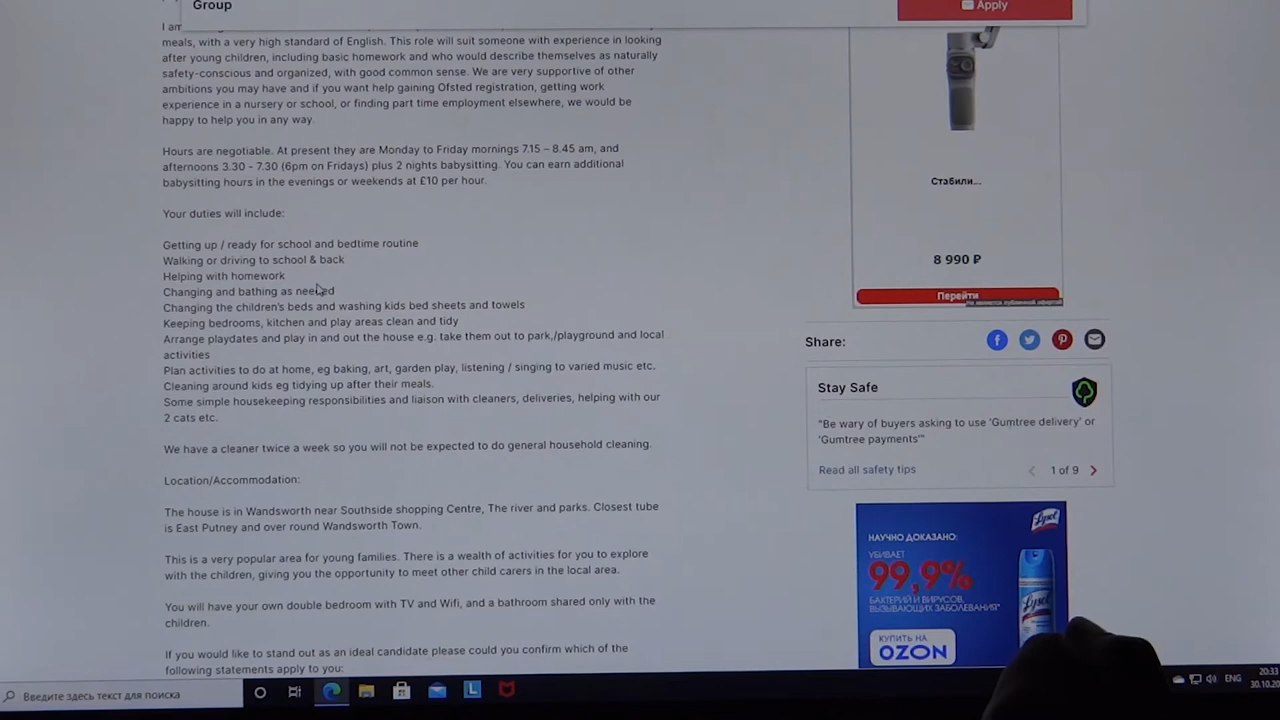 Group
Apply
I am
meals, with a very high standard of English. This role will suit someone with experience in looking
after young children, including basic homework and who would describe themselves as naturally
safety-conscious and organized, with good common sense. We are very supportive of other
ambitions you may have and if you want help gaining Ofsted registration, getting work
experience in a nursery or school, or finding part time employment elsewhere, we would be
happy to help you in any way.
Hours are negotiable. At present they are Monday to Friday mornings 7.15 – 8.45 am, and
afternoons 3.30 - 7.30 (6pm on Fridays) plus 2 nights babysitting. You can earn additional
babysitting hours in the evenings or weekends at £10 per hour.
Your duties will include:
Getting up / ready for school and bedtime routine
Walking or driving to school & back
Helping with homework
Changing and bathing as needed
Changing the children's beds and washing kids bed sheets and towels
Keeping bedrooms, kitchen and play areas clean and tidy
Arrange playdates and play in and out the house e.g. take them out to park,/playground and local
activities
Plan activities to do at home, eg baking, art, garden play, listening / singing to varied music etc.
Cleaning around kids eg tidying up after their meals.
Some simple housekeeping responsibilities and liaison with cleaners, deliveries, helping with our
2 cats etc.
We have a cleaner twice a week so you will not be expected to do general household cleaning.
Location/Accommodation:
The house is in Wandsworth near Southside shopping Centre, The river and parks. Closest tube
is East Putney and over round Wandsworth Town.
This is a very popular area for young families. There is a wealth of activities for you to explore
with the children, giving you the opportunity to meet other child carers in the local area.
You will have your own double bedroom with TV and Wifi, and a bathroom shared only with the
children.
If you would like to stand out as an ideal candidate please could you confirm which of the
following statements apply to you:
Стабили...
8 990 ₽
Перейти
Не является публичной офертой
Share:
Stay Safe
"Be wary of buyers asking to use 'Gumtree delivery' or
'Gumtree payments'"
Read all safety tips
1 of 9
Lysol
НАУЧНО ДОКАЗАНО:
УБИВАЕТ
99,9%
БАКТЕРИЙ И ВИРУСОВ,
ВЫЗЫВАЮЩИХ ЗАБОЛЕВАНИЯ*
Lysol
КУПИТЬ НА
OZON
Введите здесь текст для поиска
ENG
20:33
30.10.20